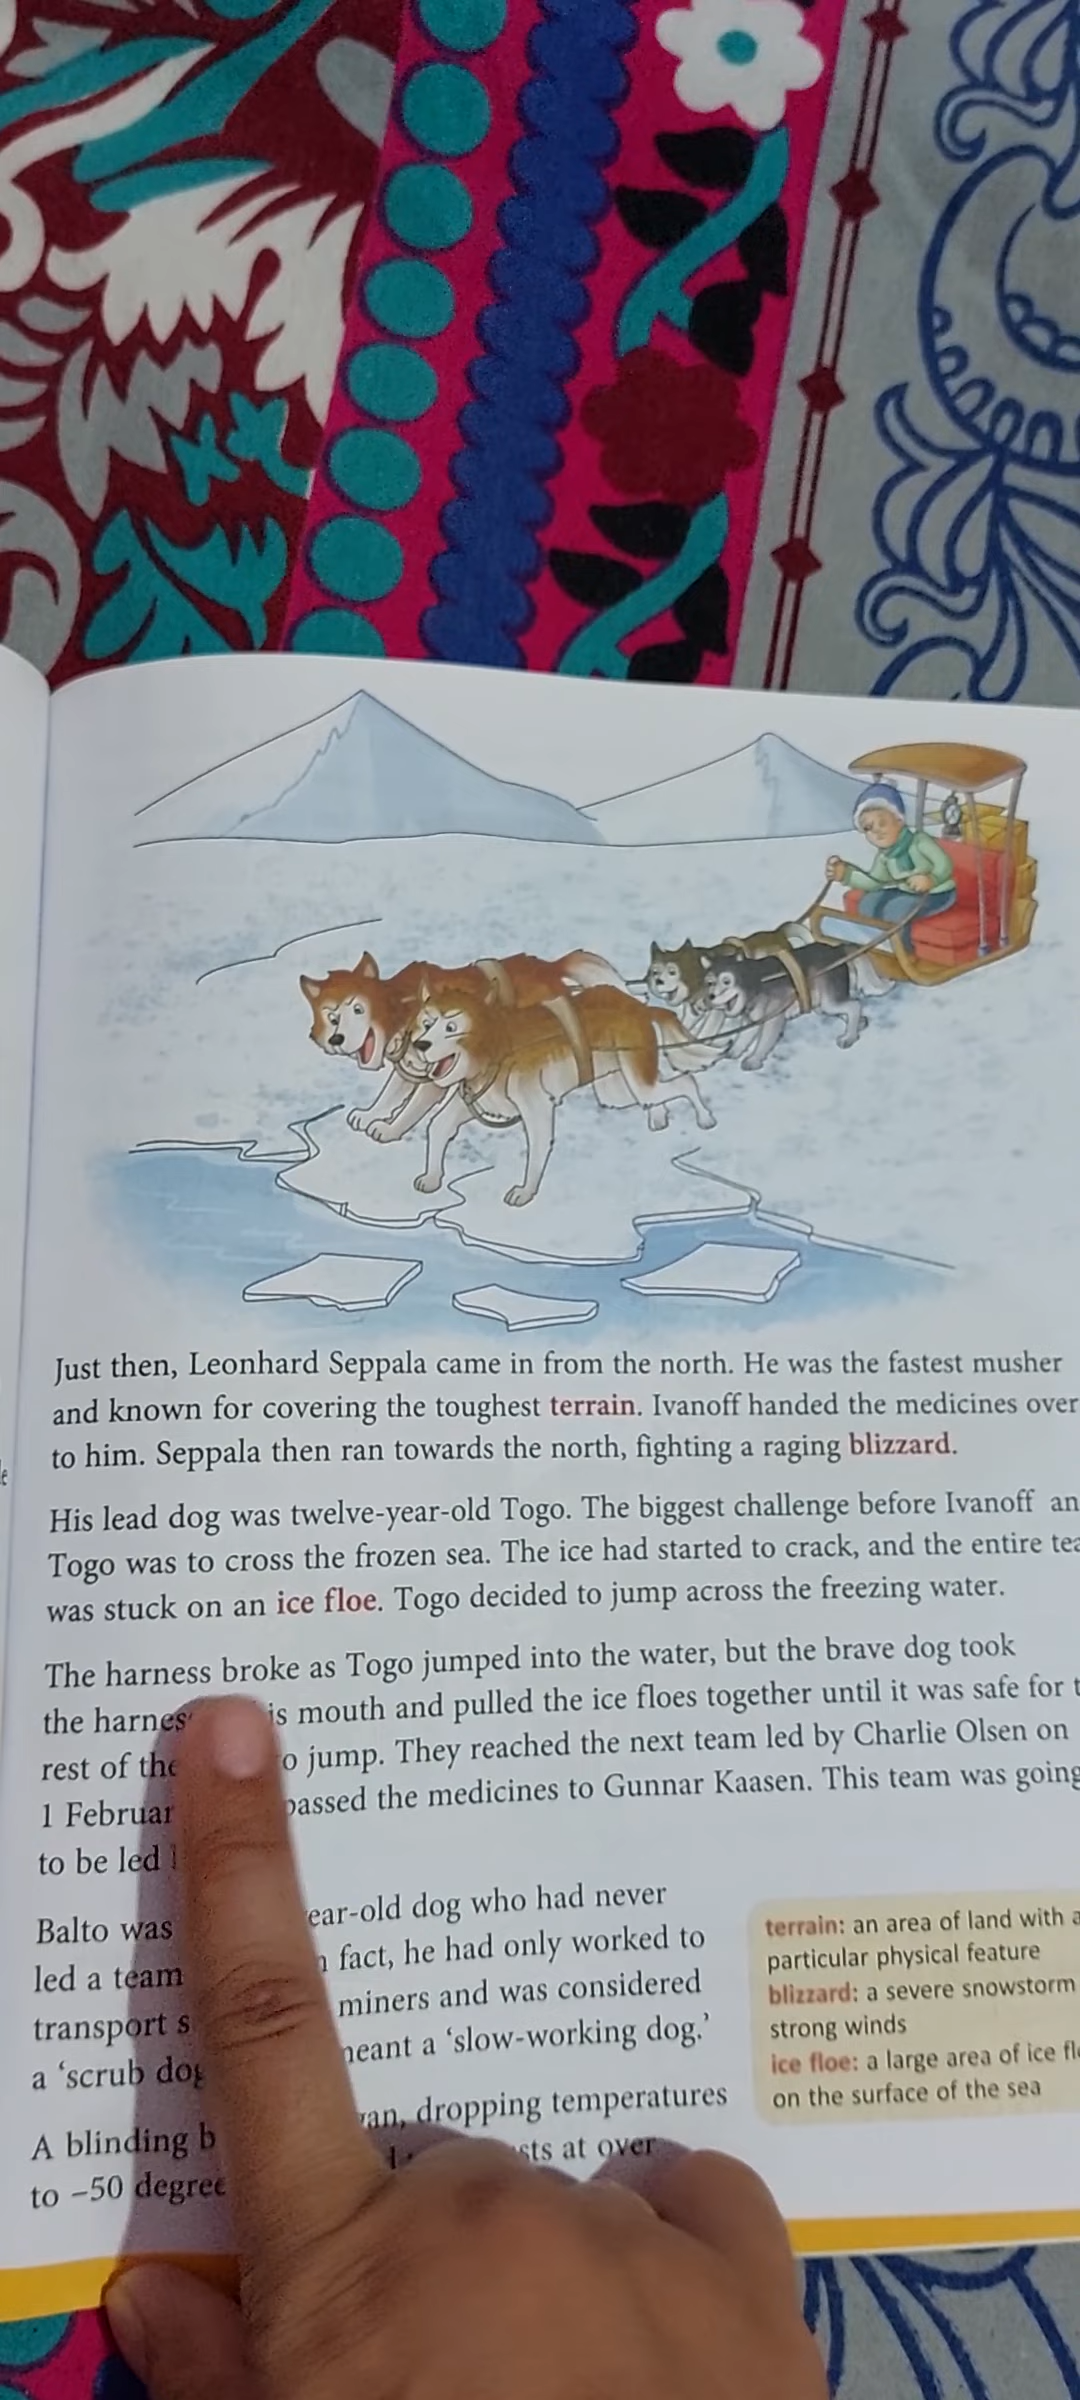 Just then, Leonhard Seppala came in from the north. He was the fastest musher
and known for covering the toughest terrain. Ivanoff handed the medicines over
to him. Seppala then ran towards the north, fighting a raging blizzard.
His lead dog was twelve-year-old Togo. The biggest challenge before Ivanoff an
Togo was to cross the frozen sea. The ice had started to crack, and the entire tea
was stuck on an ice floe. Togo decided to jump across the freezing water.
The harness broke as Togo jumped into the water, but the brave dog took
the harness is mouth and pulled the ice floes together until it was safe for t
rest of the o jump. They reached the next team led by Charlie Olsen on
1 Februar passed the medicines to Gunnar Kaasen. This team was going
to be led
Balto was ear-old dog who had never
led a team fact, he had only worked to
transport s miners and was considered
a ‘scrub dog meant a ‘slow-working dog.’
A blinding b an, dropping temperatures
to –50 degree sts at over
terrain: an area of land with a
particular physical feature
blizzard: a severe snowstorm
strong winds
ice floe: a large area of ice fl
on the surface of the sea